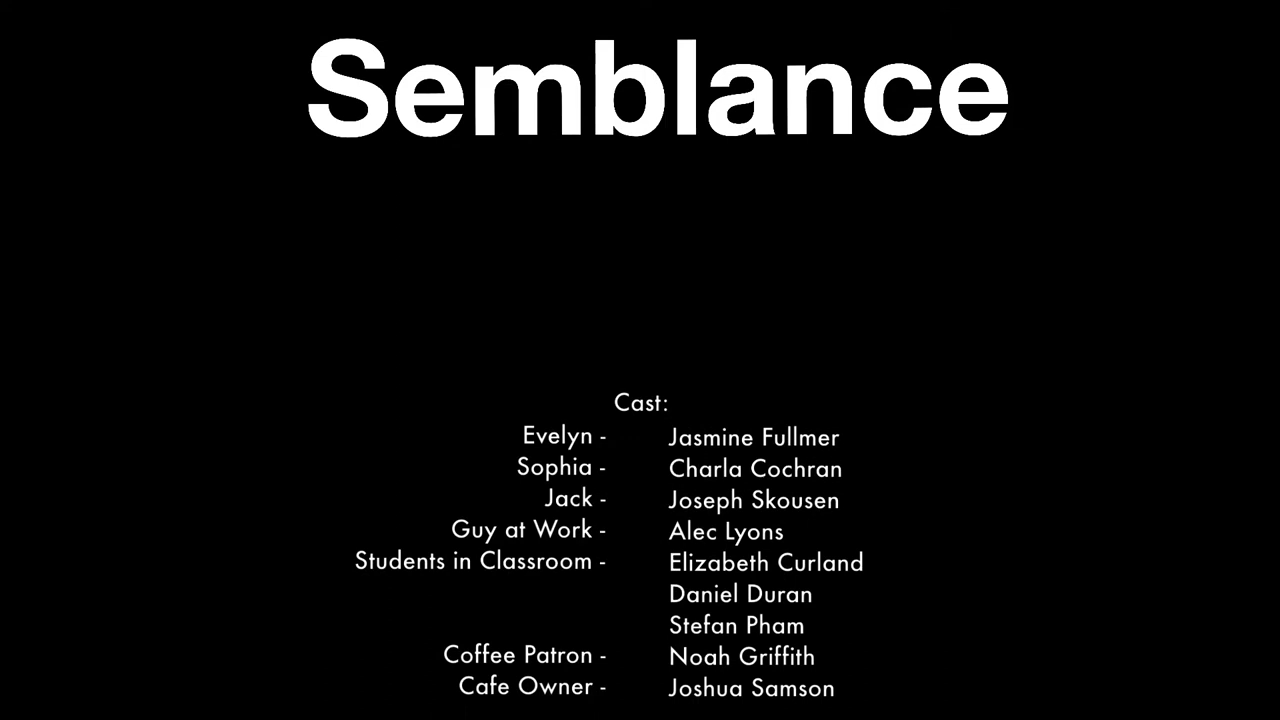 Semblance
Cast:
Evelyn - Jasmine Fullmer
Sophia - Charla Cochran
Jack - Joseph Skousen
Guy at Work - Alec Lyons
Students in Classroom - Elizabeth Curland
Daniel Duran
Stefan Pham
Coffee Patron - Noah Griffith
Cafe Owner - Joshua Samson